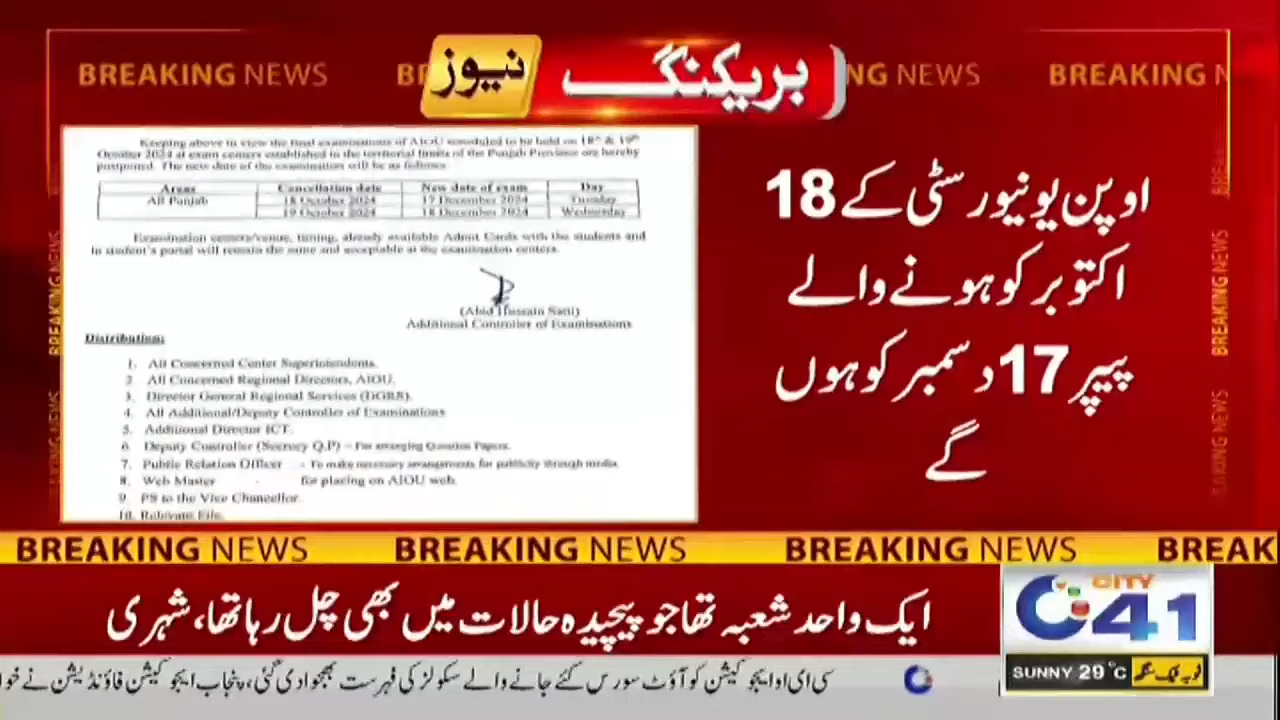 BREAKING NEWS
BREAKING NEWS
بریکنگ نیوز
Keeping above in view the final examinations of AIOU scheduled to be held on 18th & 19th
October 2024 at exam centers established in the territorial limits of the Punjab Province are hereby
postponed. The new date of the examination will be as follows
Areas Cancellation date New date of exam Day
All Punjab 18 October 2024 17 December 2024 Tuesday
19 October 2024 18 December 2024 Wednesday
Examination centers/venue, timing, already available Admit Cards with the students and
in student's portal will remain the same and acceptable at the examination centers.
(Abid Hussain Satti)
Additional Controller of Examinations
Distribution:
1. All Concerned Center Superintendents.
2. All Concerned Regional Directors, AIOU.
3. Director General Regional Services (DGRS).
4. All Additional/Deputy Controller of Examinations
5. Additional Director ICT.
6. Deputy Controller (Secrecy Q.P) – For arranging Question Papers.
7. Public Relation Officer - To make necessary arrangements for publicity through media.
8. Web Master - for placing on AIOU web.
9. PS to the Vice Chancellor.
10. Relevant File.
اوپن یونیورسٹی کے 18
اکتوبر کو ہونے والے
پیپر 17 دسمبر کو ہوں
گے
BREAKING NEWS
BREAKING NEWS
BREAKING NEWS
BREAKING NEWS BREAKING NEWS BREAKING NEWS BREAK
ایک واحد شعبہ تھا جو پیچیدہ حالات میں بھی چل رہا تھا، شہری
CITY
41
SUNNY 29°C
ٹوبہ ٹیک سنگھ
سی ای او ایجوکیشن کو آؤٹ سورس کئے جانے والے سکولز کی فہرست بھجوا دی گئی، پنجاب ایجوکیشن فاؤنڈیشن نے